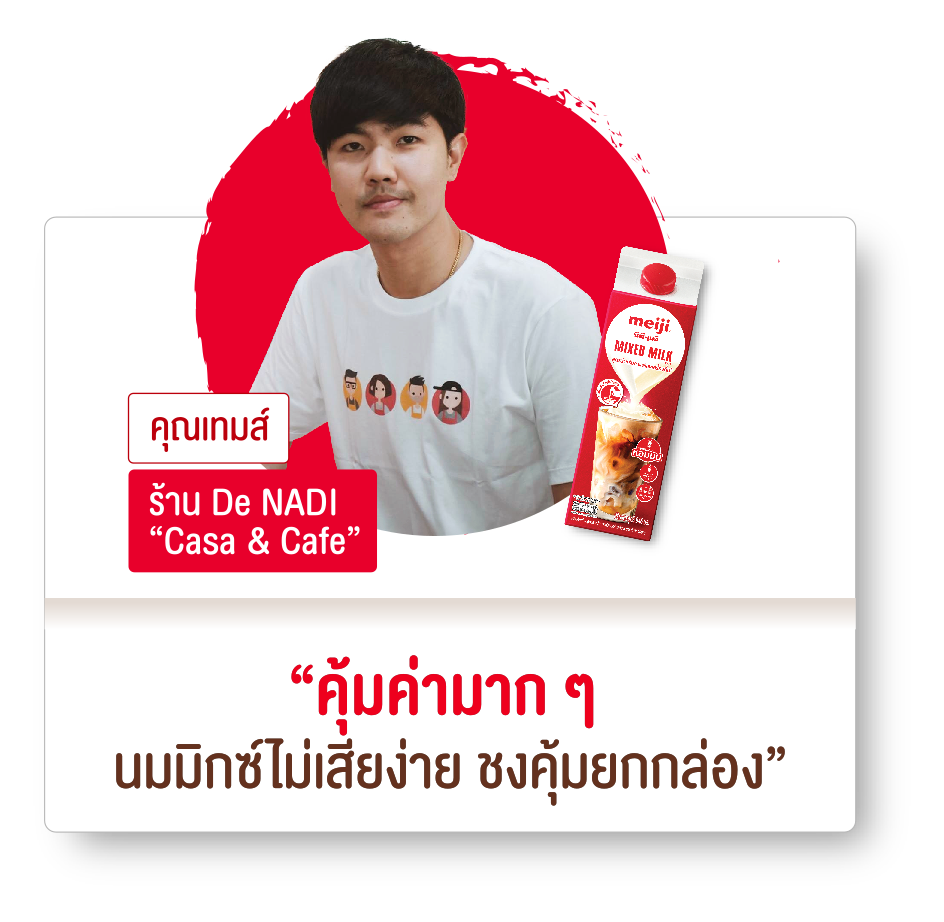 meiji
MIXED MILK
คุณเทมส์
ร้าน De NADI
“Casa & Cafe”
“คุ้มค่ามาก ๆ
นมมิกซ์ไม่เสียง่าย ชงคุ้มยกกล่อง”